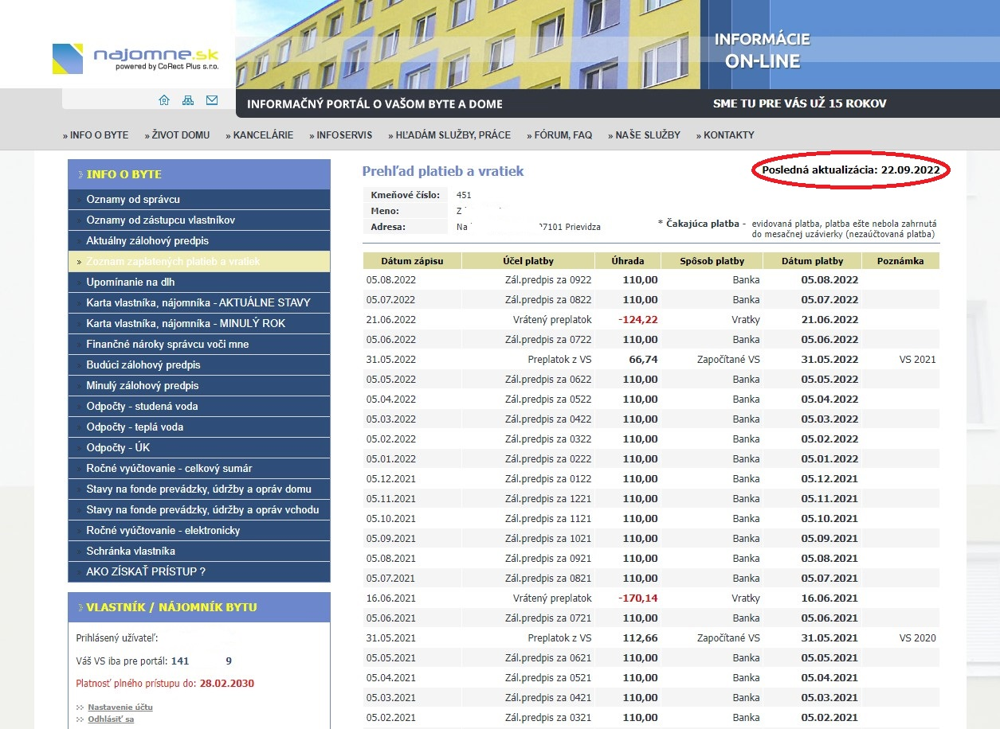 najomne.sk
powered by CoRect Plus s.r.o.
INFORMÁCIE
ON-LINE
INFORMAČNÝ PORTÁL O VAŠOM BYTE A DOME
SME TU PRE VÁS UŽ 15 ROKOV
» INFO O BYTE » ŽIVOT DOMU » KANCELÁRIE » INFOSERVIS » HĽADÁM SLUŽBY, PRÁCE » FÓRUM, FAQ » NAŠE SLUŽBY » KONTAKTY
INFO O BYTE
Oznamy od správcu
Oznamy od zástupcu vlastníkov
Aktuálny zálohový predpis
Zoznam zaplatených platieb a vratiek
Upomínanie na dlh
Karta vlastníka, nájomníka - AKTUÁLNE STAVY
Karta vlastníka, nájomníka - MINULÝ ROK
Finančné nároky správcu voči mne
Budúci zálohový predpis
Minulý zálohový predpis
Odpočty - studená voda
Odpočty - teplá voda
Odpočty - ÚK
Ročné vyúčtovanie - celkový sumár
Stavy na fonde prevádzky, údržby a opráv domu
Stavy na fonde prevádzky, údržby a opráv vchodu
Ročné vyúčtovanie - elektronicky
Schránka vlastníka
AKO ZÍSKAŤ PRÍSTUP ?
VLASTNÍK / NÁJOMNÍK BYTU
Prihlásený užívateľ:
Váš VS iba pre portál: 141 9
Platnosť plného prístupu do: 28.02.2030
Nastavenie účtu
Odhlásiť sa
Prehľad platieb a vratiek
Posledná aktualizácia: 22.09.2022
Kmeňové číslo: 451
Meno: Z
Adresa: Na 97101 Prievidza
* Čakajúca platba - evidovaná platba, platba ešte nebola zahrnutá
do mesačnej uzávierky (nezaúčtovaná platba)
Dátum zápisu Účel platby Úhrada Spôsob platby Dátum platby Poznámka
05.08.2022 Zál.predpis za 0922 110,00 Banka 05.08.2022
05.07.2022 Zál.predpis za 0822 110,00 Banka 05.07.2022
21.06.2022 Vrátený preplatok -124,22 Vratky 21.06.2022
05.06.2022 Zál.predpis za 0722 110,00 Banka 05.06.2022
31.05.2022 Preplatok z VS 66,74 Započítané VS 31.05.2022 VS 2021
05.05.2022 Zál.predpis za 0622 110,00 Banka 05.05.2022
05.04.2022 Zál.predpis za 0522 110,00 Banka 05.04.2022
05.03.2022 Zál.predpis za 0422 110,00 Banka 05.03.2022
05.02.2022 Zál.predpis za 0322 110,00 Banka 05.02.2022
05.01.2022 Zál.predpis za 0222 110,00 Banka 05.01.2022
05.12.2021 Zál.predpis za 0122 110,00 Banka 05.12.2021
05.11.2021 Zál.predpis za 1221 110,00 Banka 05.11.2021
05.10.2021 Zál.predpis za 1121 110,00 Banka 05.10.2021
05.09.2021 Zál.predpis za 1021 110,00 Banka 05.09.2021
05.08.2021 Zál.predpis za 0921 110,00 Banka 05.08.2021
05.07.2021 Zál.predpis za 0821 110,00 Banka 05.07.2021
16.06.2021 Vrátený preplatok -170,14 Vratky 16.06.2021
05.06.2021 Zál.predpis za 0721 110,00 Banka 05.06.2021
31.05.2021 Preplatok z VS 112,66 Započítané VS 31.05.2021 VS 2020
05.05.2021 Zál.predpis za 0621 110,00 Banka 05.05.2021
05.04.2021 Zál.predpis za 0521 110,00 Banka 05.04.2021
05.03.2021 Zál.predpis za 0421 110,00 Banka 05.03.2021
05.02.2021 Zál.predpis za 0321 110,00 Banka 05.02.2021